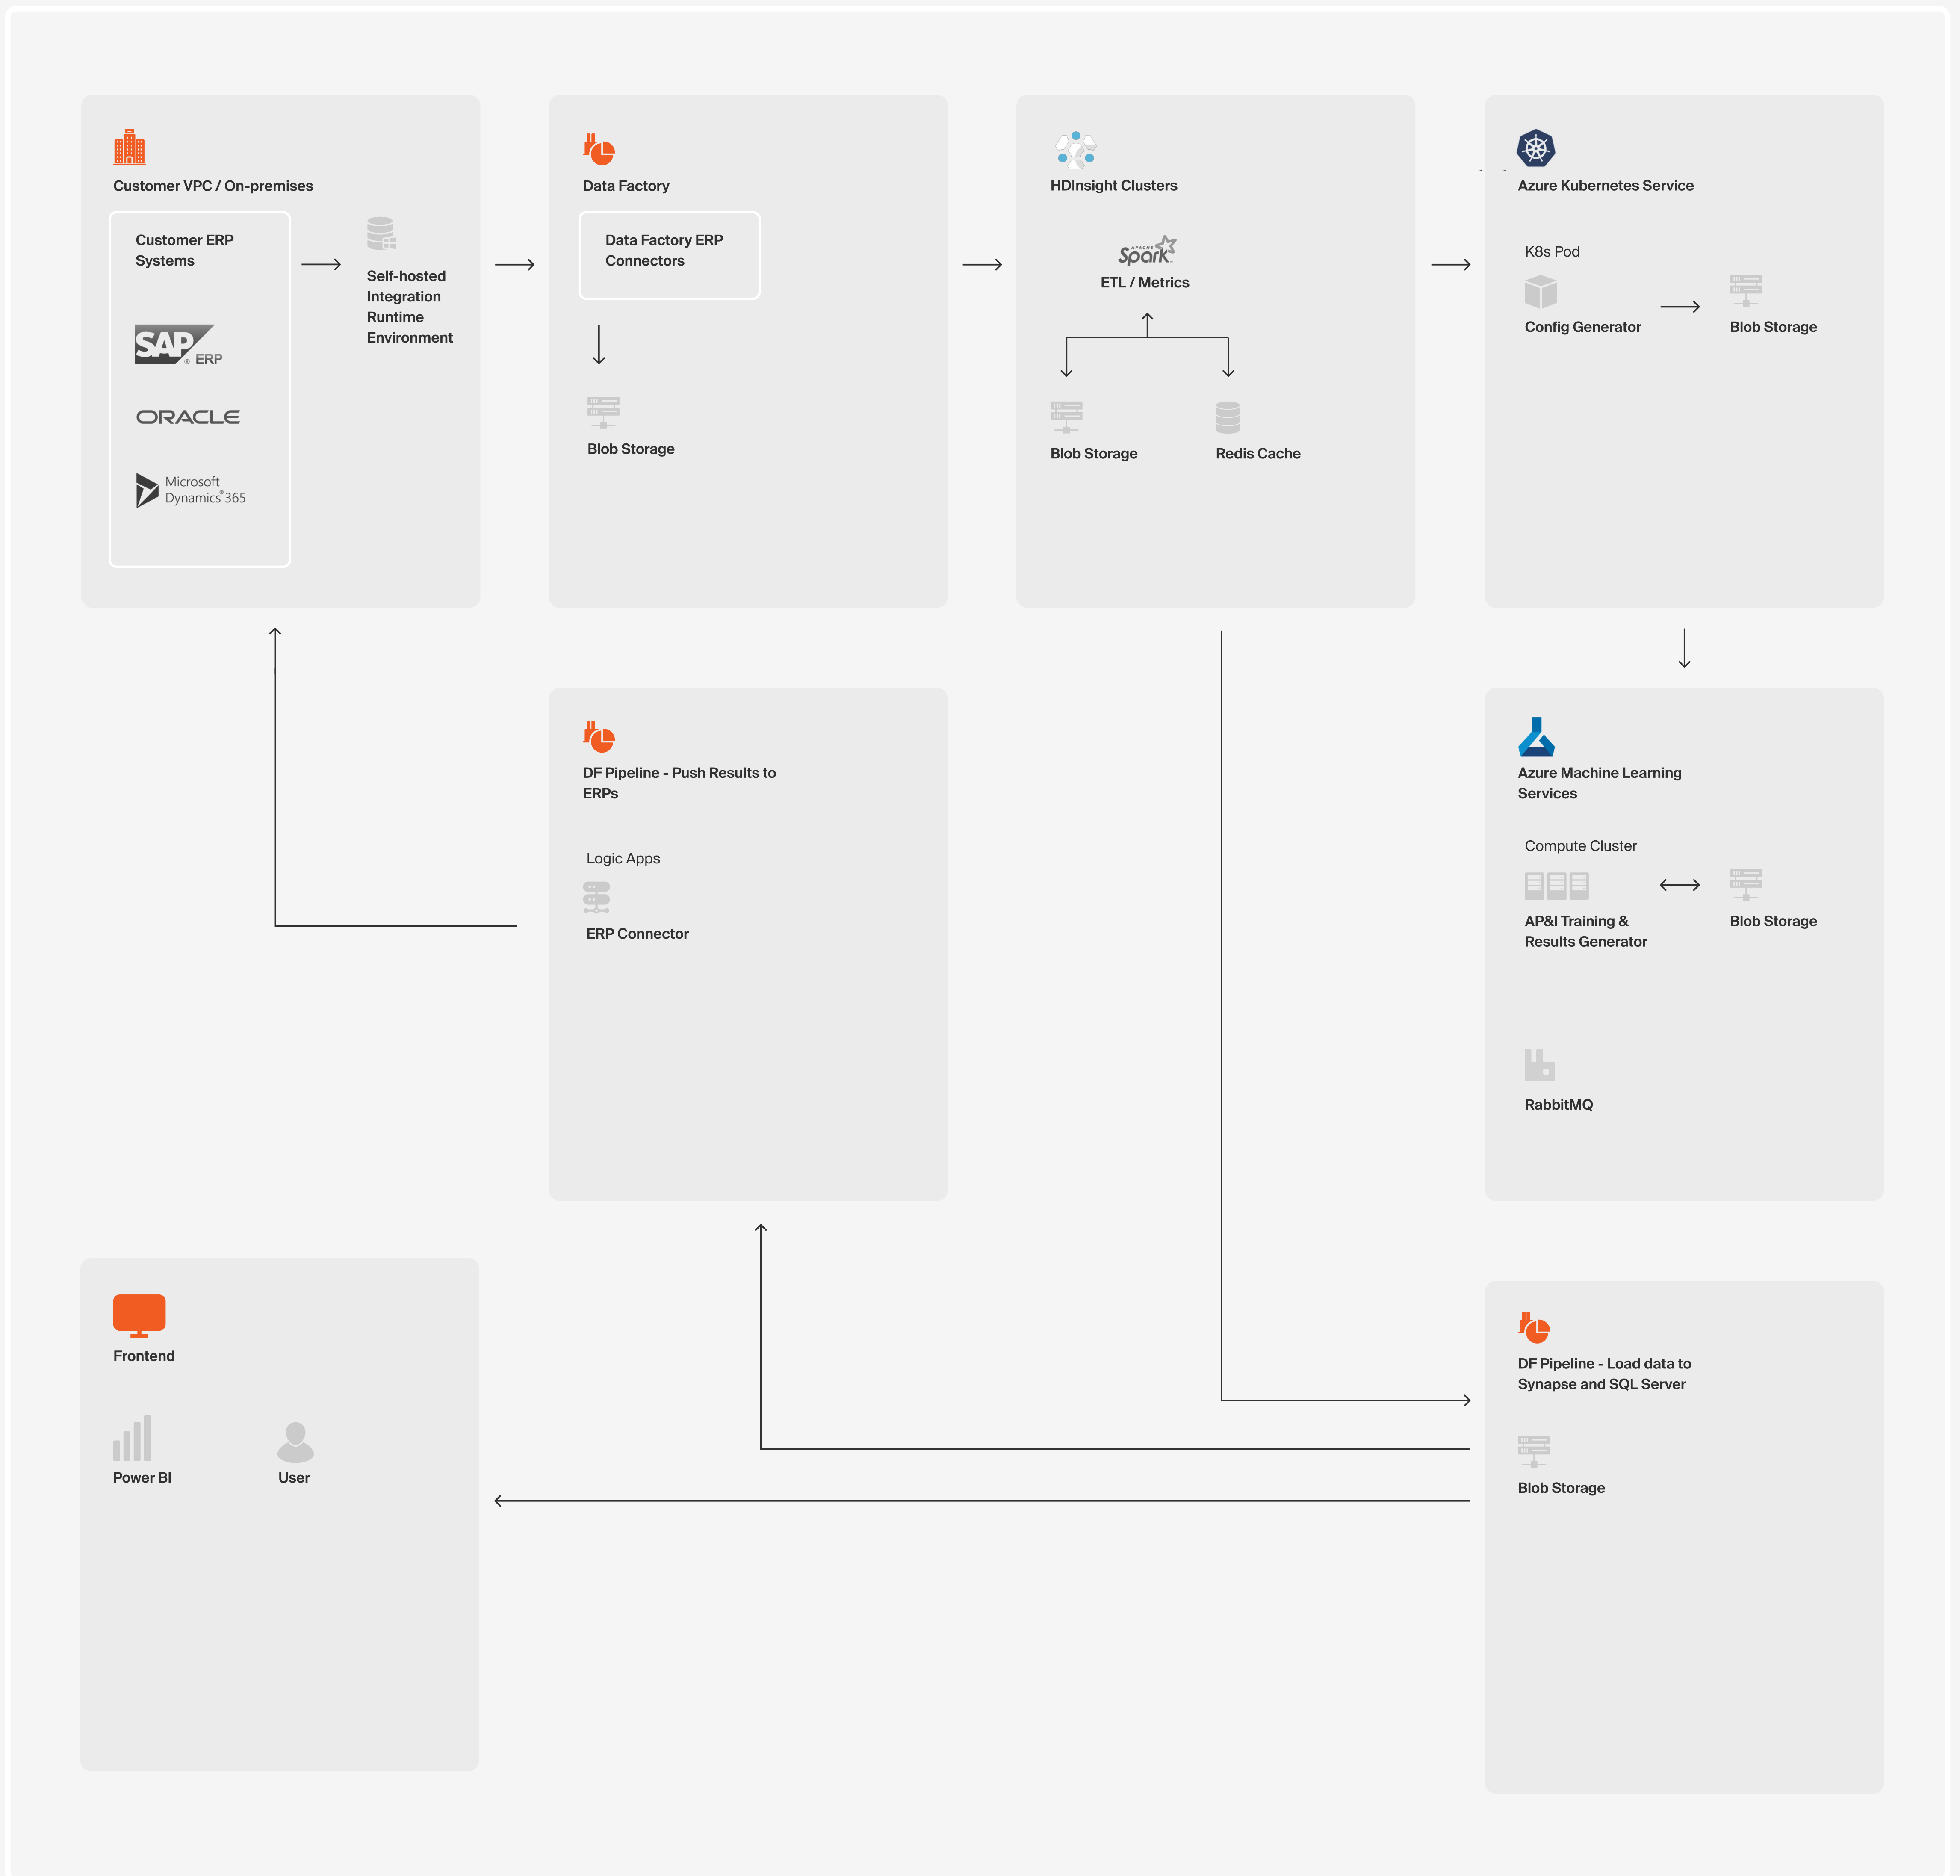 Customer VPC / On-premises
Customer ERP
Systems
SAP
® ERP
ORACLE
Microsoft
Dynamics® 365
Self-hosted
Integration
Runtime
Environment
Data Factory
Data Factory ERP
Connectors
Blob Storage
HDInsight Clusters
APACHE
Spark™
ETL / Metrics
Blob Storage
Redis Cache
Azure Kubernetes Service
K8s Pod
Config Generator
Blob Storage
DF Pipeline - Push Results to
ERPs
Logic Apps
ERP Connector
Azure Machine Learning
Services
Compute Cluster
AP&I Training &
Results Generator
Blob Storage
RabbitMQ
Frontend
Power BI
User
DF Pipeline - Load data to
Synapse and SQL Server
Blob Storage